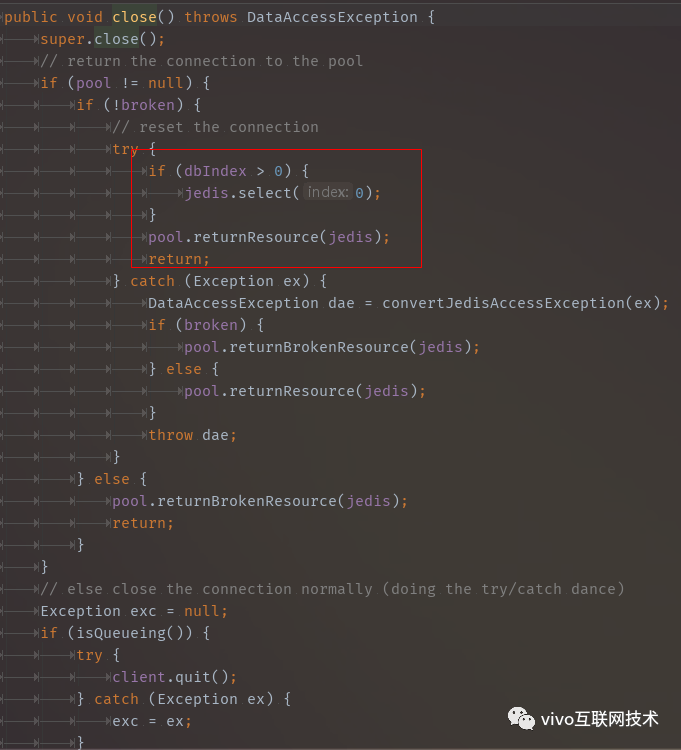 public void close() throws DataAccessException {
super.close();
// return the connection to the pool
if (pool != null) {
if (!broken) {
// reset the connection
try {
if (dbIndex > 0) {
jedis.select( index: 0);
}
pool.returnResource(jedis);
return;
} catch (Exception ex) {
DataAccessException dae = convertJedisAccessException(ex);
if (broken) {
pool.returnBrokenResource(jedis);
} else {
pool.returnResource(jedis);
}
throw dae;
}
} else {
pool.returnBrokenResource(jedis);
return;
}
}
// else close the connection normally (doing the try/catch dance)
Exception exc = null;
if (isQueueing()) {
try {
client.quit();
} catch (Exception ex) {
exc = ex;
}
vivo互联网技术